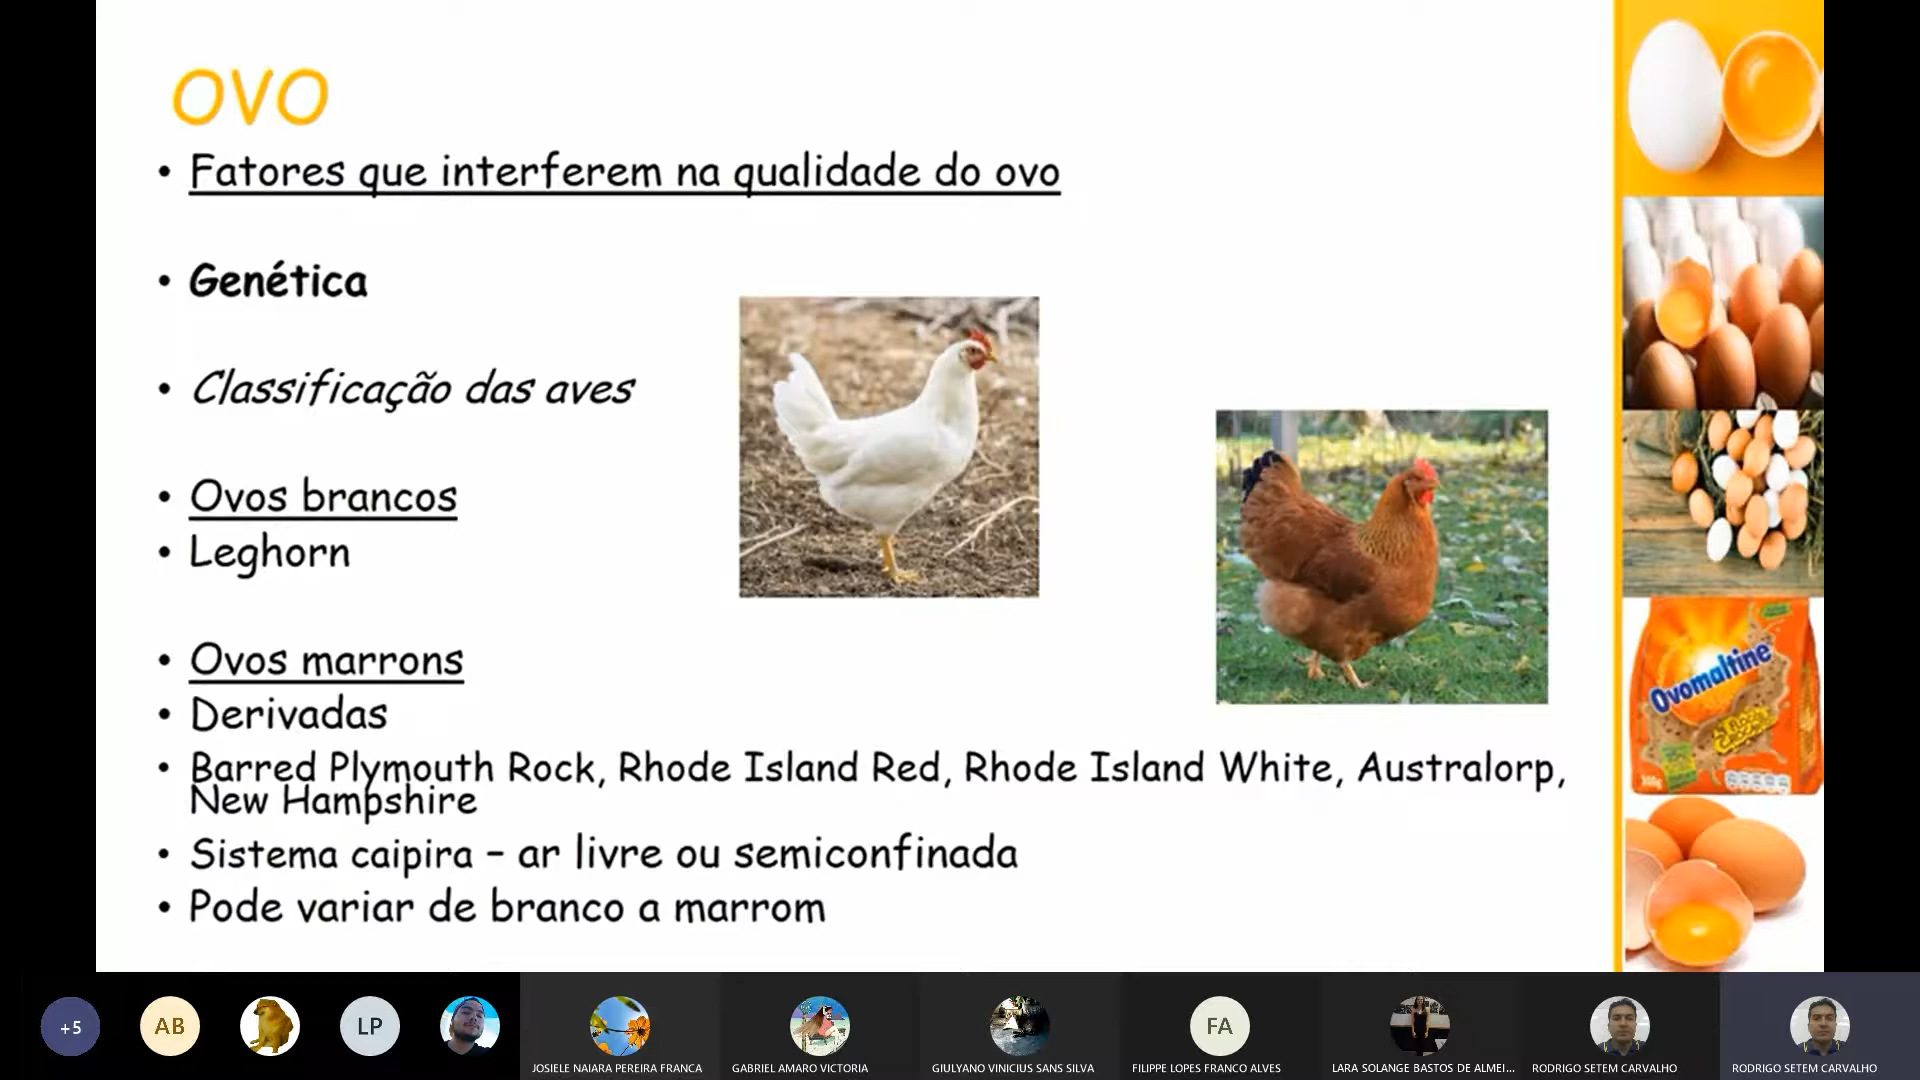 OVO
• Fatores que interferem na qualidade do ovo
• Genética
• Classificação das aves
• Ovos brancos
• Leghorn
• Ovos marrons
• Derivadas
• Barred Plymouth Rock, Rhode Island Red, Rhode Island White, Australorp,
New Hampshire
• Sistema caipira – ar livre ou semiconfinada
• Pode variar de branco a marrom
Ovomaltine
+5
AB
LP
FA
JOSIELE NAIARA PEREIRA FRANCA
GABRIEL AMARO VICTORIA
GIULYANO VINICIUS SANS SILVA
FILIPPE LOPES FRANCO ALVES
LARA SOLANGE BASTOS DE ALMEI...
RODRIGO SETEM CARVALHO
RODRIGO SETEM CARVALHO